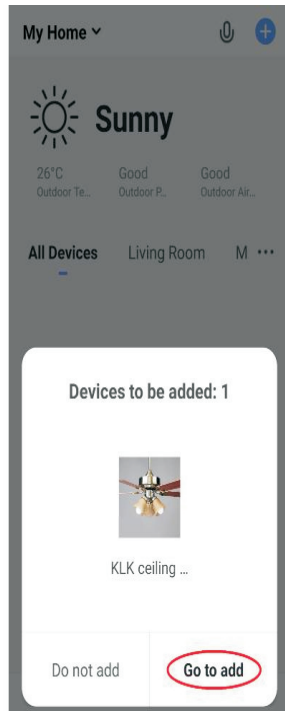 My Home
Sunny
26°C Good Good
Outdoor Te... Outdoor P... Outdoor Air...
All Devices Living Room M ...
Devices to be added: 1
KLK ceiling ...
Do not add Go to add